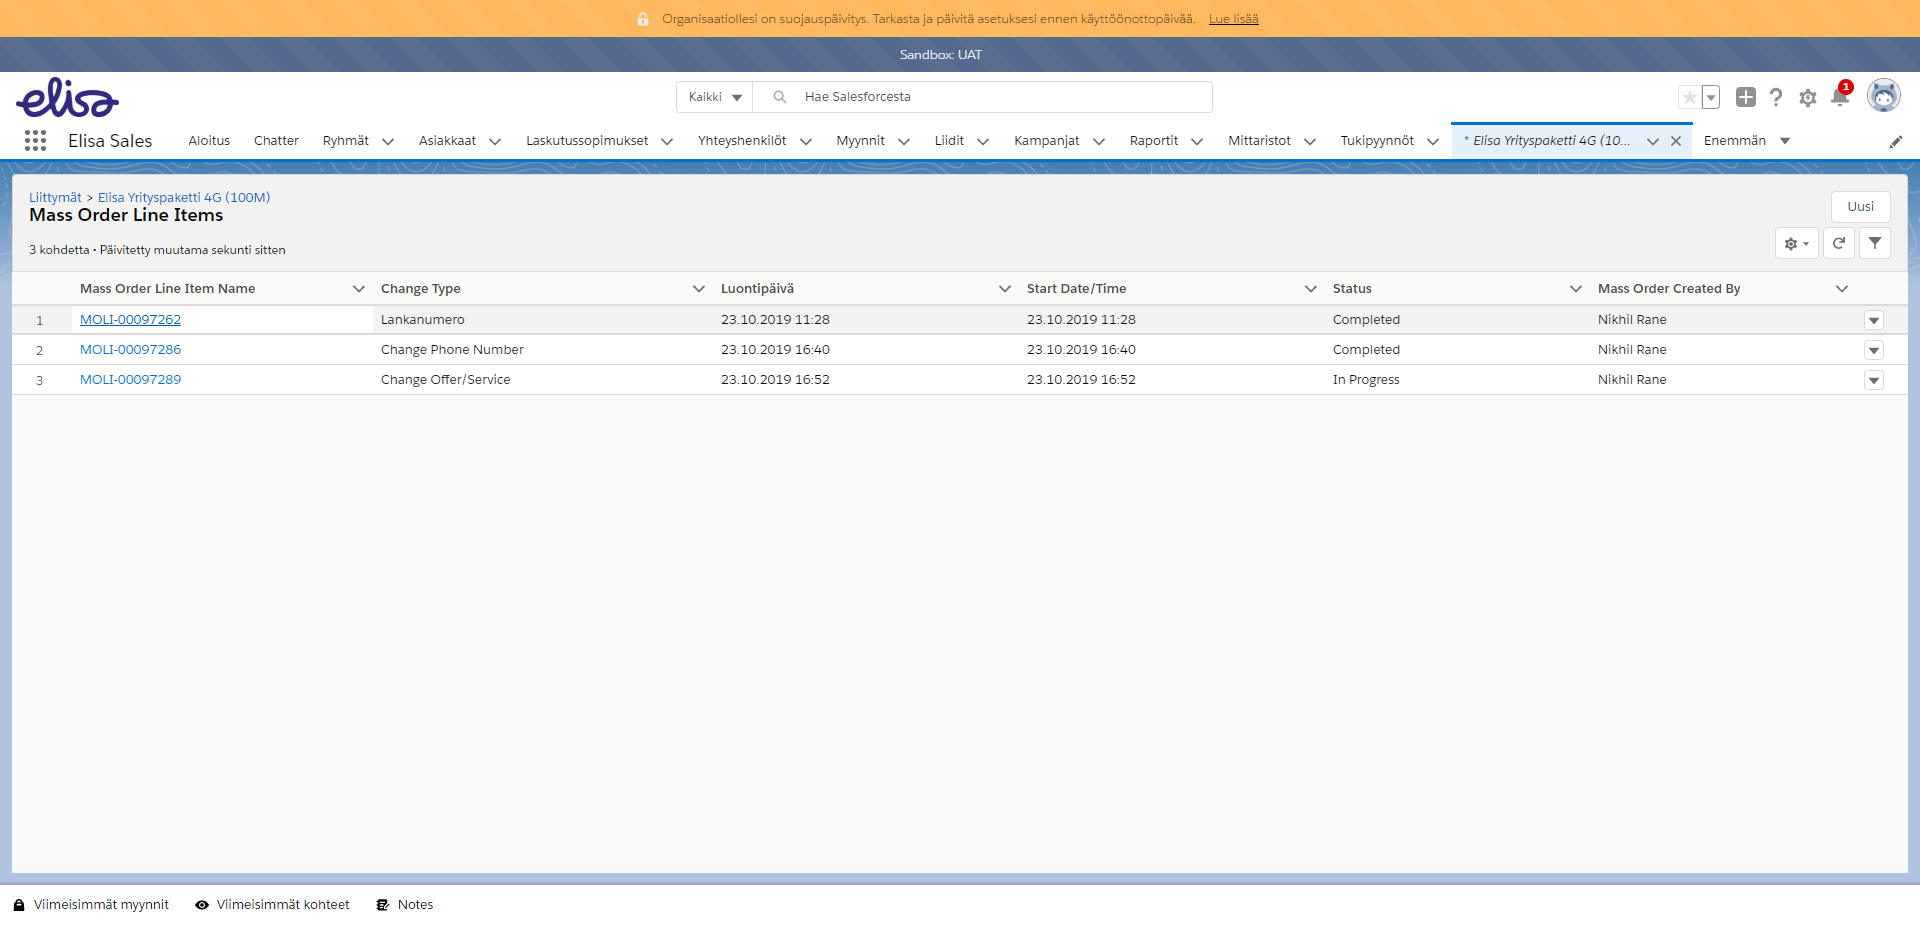 Organisaatiollesi on suojauspäivitys. Tarkasta ja päivitä asetuksesi ennen käyttöönottopäivää. Lue lisää
Sandbox: UAT
elisa
Kaikki
Hae Salesforcesta
1
Elisa Sales
Aloitus
Chatter
Ryhmät
Asiakkaat
Laskutussopimukset
Yhteyshenkilöt
Myynnit
Liidit
Kampanjat
Raportit
Mittaristot
Tukipyynnöt
* Elisa Yrityspaketti 4G (10...
Enemmän
Liittymät > Elisa Yrityspaketti 4G (100M)
Mass Order Line Items
Uusi
3 kohdetta • Päivitetty muutama sekunti sitten
Mass Order Line Item Name Change Type Luontipäivä Start Date/Time Status Mass Order Created By
1 MOLI-00097262 Lankanumero 23.10.2019 11:28 23.10.2019 11:28 Completed Nikhil Rane
2 MOLI-00097286 Change Phone Number 23.10.2019 16:40 23.10.2019 16:40 Completed Nikhil Rane
3 MOLI-00097289 Change Offer/Service 23.10.2019 16:52 23.10.2019 16:52 In Progress Nikhil Rane
Viimeisimmät myynnit
Viimeisimmät kohteet
Notes